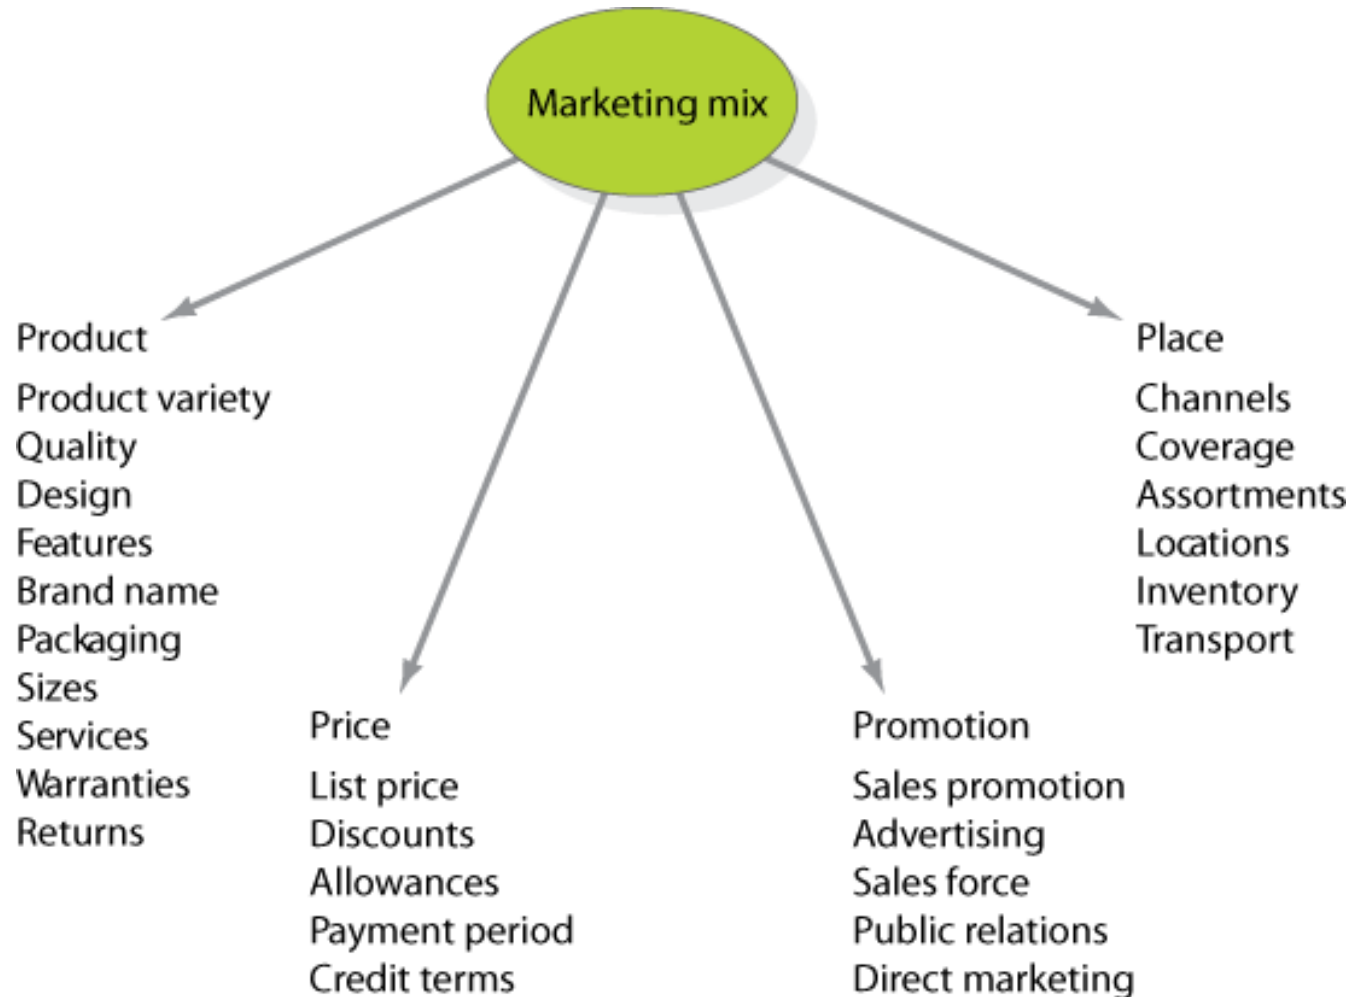 Marketing mix
Product
Product variety
Quality
Design
Features
Brand name
Packaging
Sizes
Services
Warranties
Returns
Price
List price
Discounts
Allowances
Payment period
Credit terms
Promotion
Sales promotion
Advertising
Sales force
Public relations
Direct marketing
Place
Channels
Coverage
Assortments
Locations
Inventory
Transport